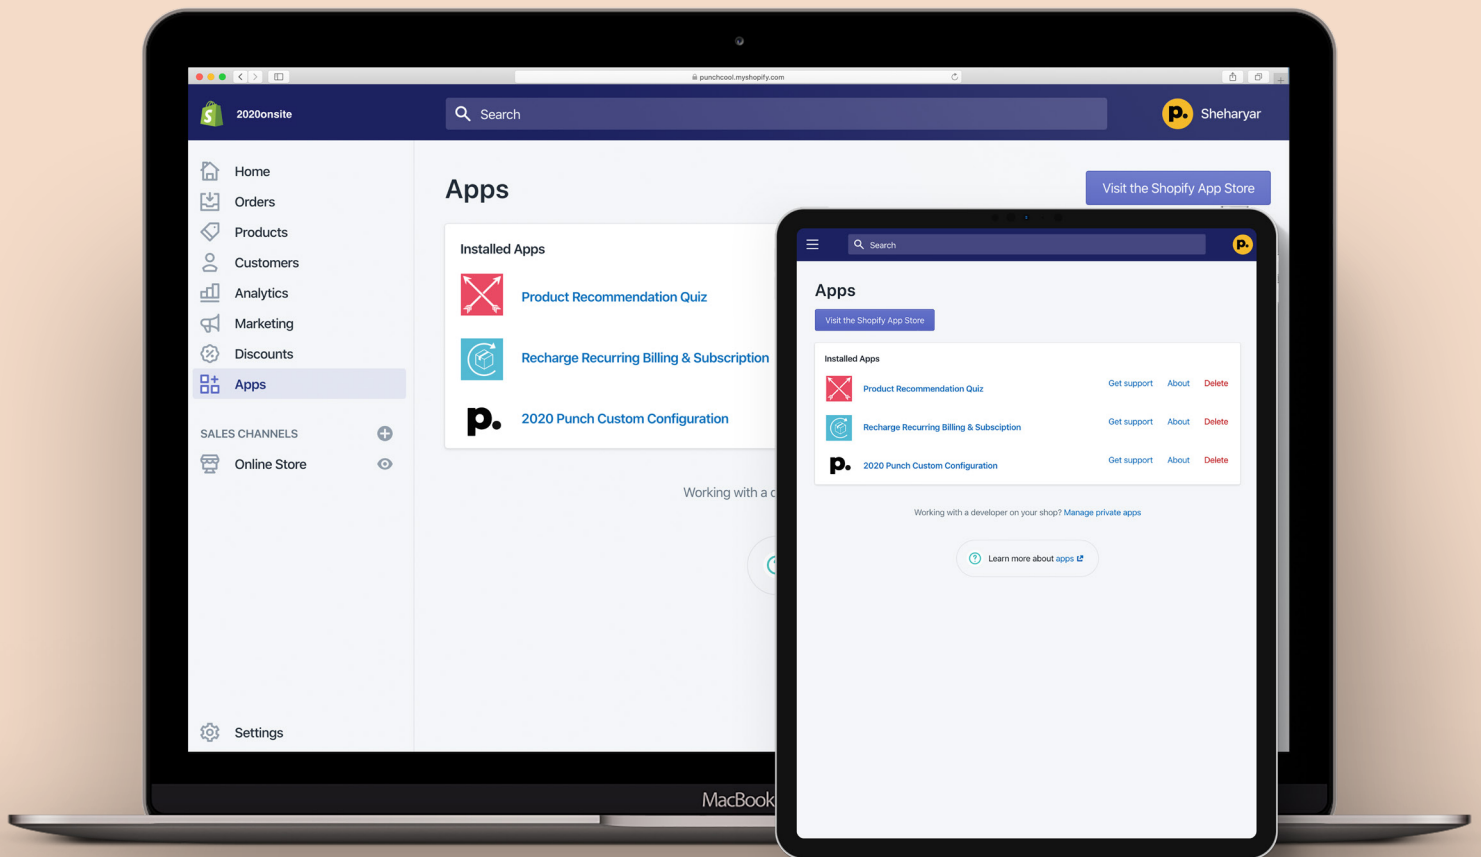 punchcool.myshopify.com
2020onsite
Search
p. Sheharyar
Home
Orders
Products
Customers
Analytics
Marketing
Discounts
Apps
SALES CHANNELS
Online Store
Settings
Apps
Visit the Shopify App Store
Installed Apps
Product Recommendation Quiz
Recharge Recurring Billing & Subscription
p. 2020 Punch Custom Configuration
Working with a
MacBook
Search
p.
Apps
Visit the Shopify App Store
Installed Apps
Product Recommendation Quiz Get support About Delete
Recharge Recurring Billing & Subsciption Get support About Delete
p. 2020 Punch Custom Configuration Get support About Delete
Working with a developer on your shop? Manage private apps
Learn more about apps